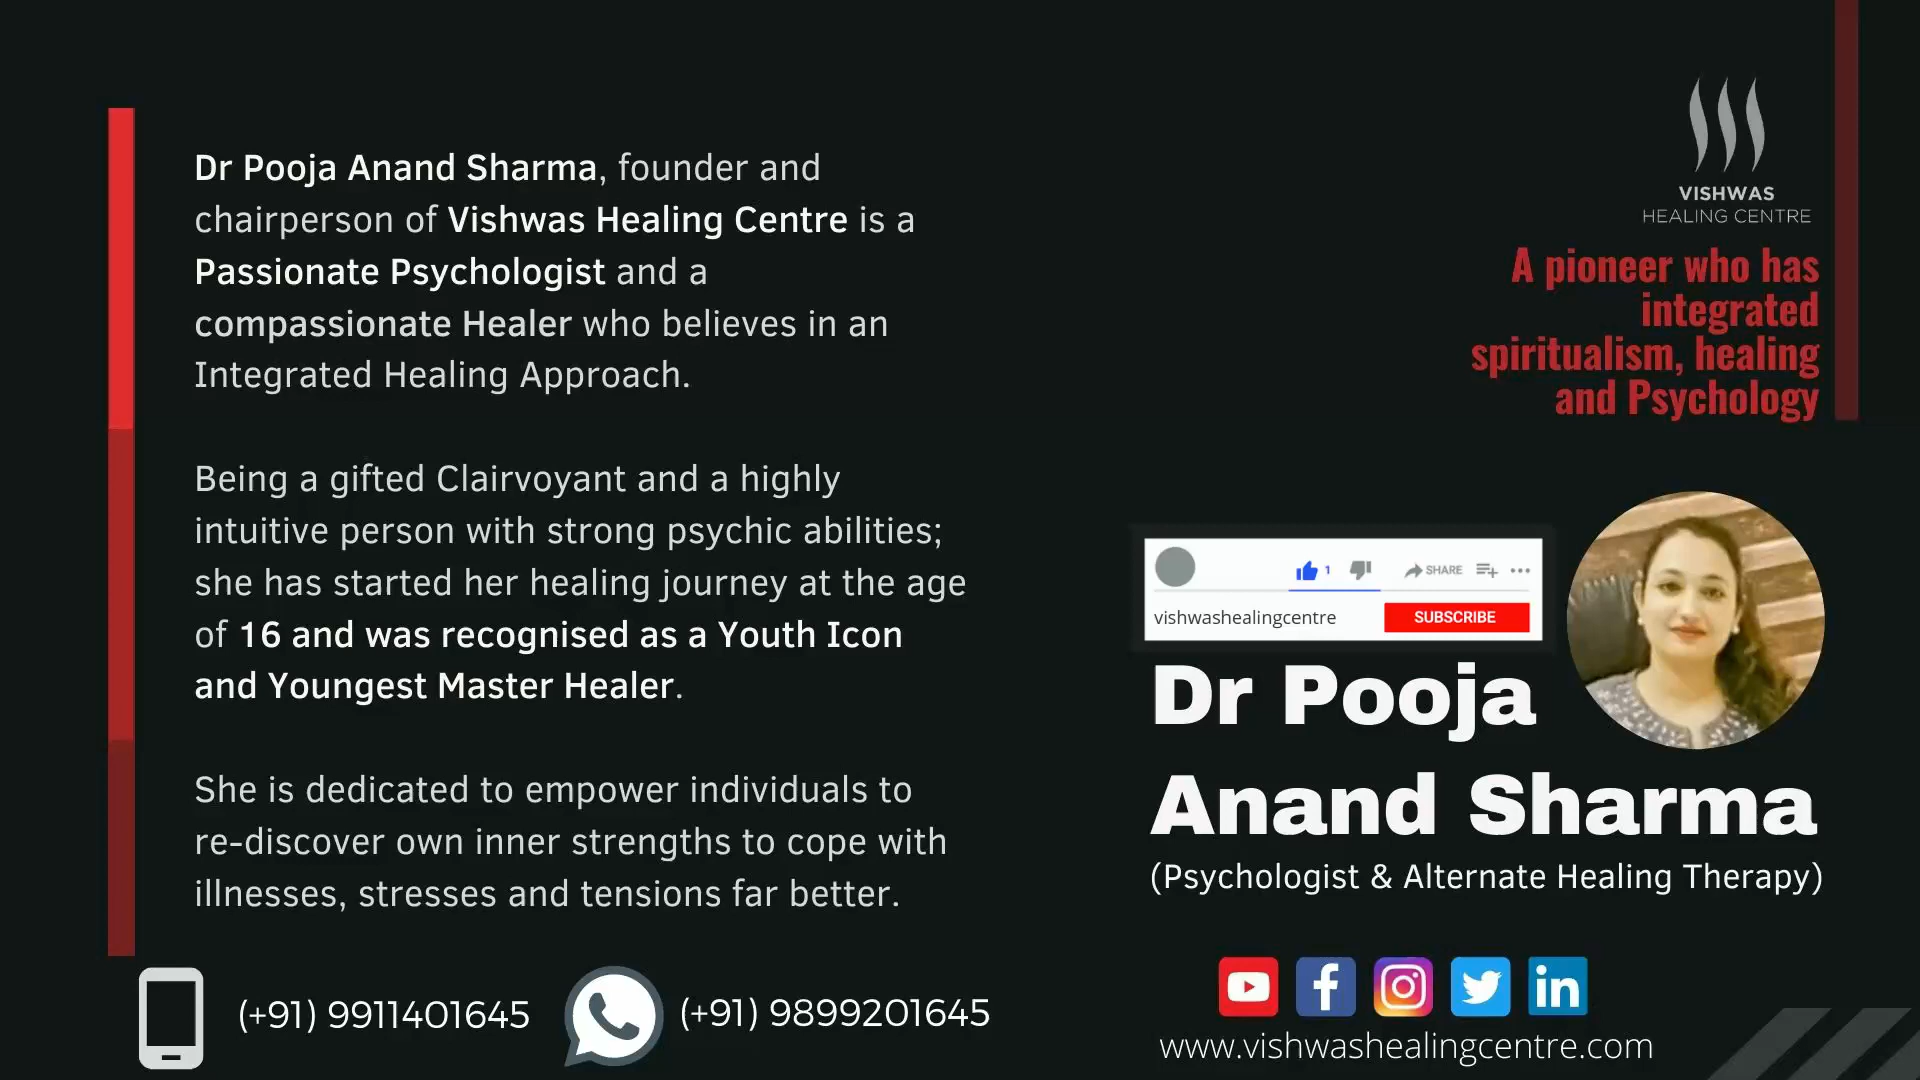 Dr Pooja Anand Sharma, founder and
chairperson of Vishwas Healing Centre is a
Passionate Psychologist and a
compassionate Healer who believes in an
Integrated Healing Approach.
Being a gifted Clairvoyant and a highly
intuitive person with strong psychic abilities;
she has started her healing journey at the age
of 16 and was recognised as a Youth Icon
and Youngest Master Healer.
She is dedicated to empower individuals to
re-discover own inner strengths to cope with
illnesses, stresses and tensions far better.
(+91) 9911401645
(+91) 9899201645
VISHWAS
HEALING CENTRE
A pioneer who has
integrated
spiritualism, healing
and Psychology
1 SHARE
vishwashealingcentre SUBSCRIBE
Dr Pooja
Anand Sharma
(Psychologist & Alternate Healing Therapy)
www.vishwashealingcentre.com